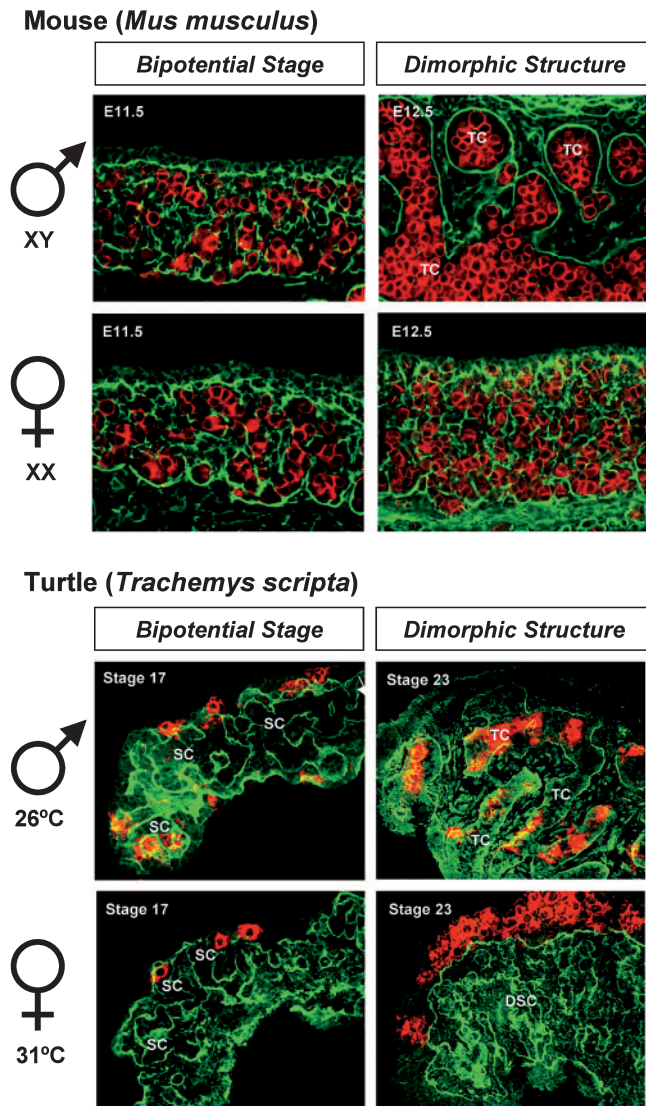 Mouse (Mus musculus)
Bipotential Stage
Dimorphic Structure
XY
E11.5
E12.5
TC
TC
TC
XX
E11.5
E12.5
Turtle (Trachemys scripta)
Bipotential Stage
Dimorphic Structure
26ºC
Stage 17
SC
SC
SC
Stage 23
TC
TC
TC
31ºC
Stage 17
SC
SC
SC
Stage 23
DSC